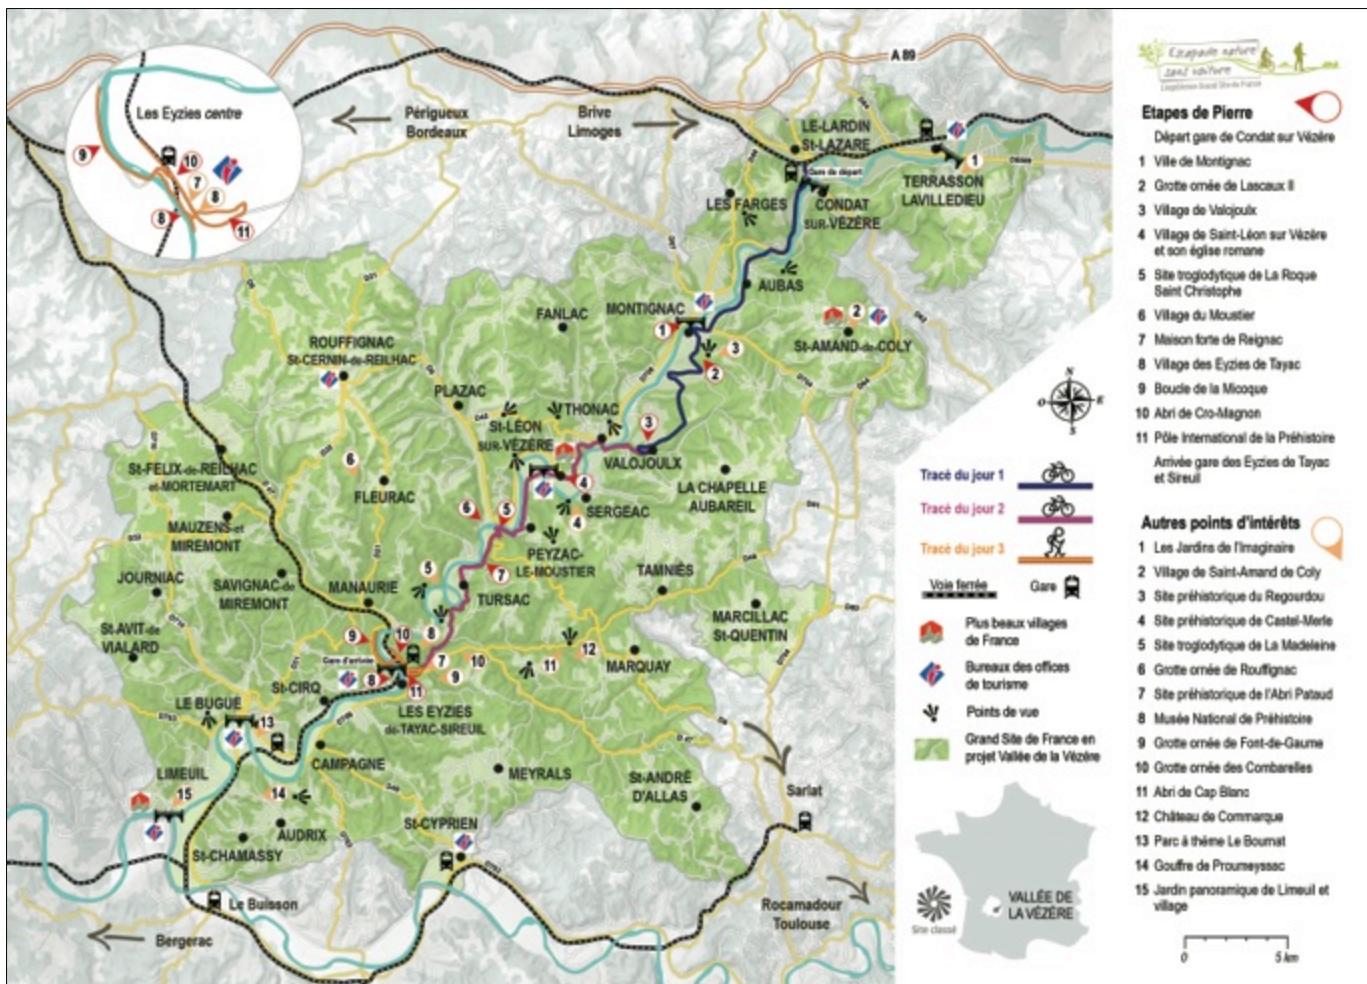 A 89
Les Eyzies centre
Périgueux
Bordeaux
Brive
Limoges
LE-LARDIN
St-LAZARE
Gare de départ
TERRASSON
LAVILLEDIEU
CONDAT
SUR-VÉZÈRE
LES FARGES
AUBAS
MONTIGNAC
FANLAC
St-AMAND-de-COLY
ROUFFIGNAC
St-CERNIN-de-REILHAC
PLAZAC
THONAC
St-LÉON
SUR-VÉZÈRE
VALOJOULX
LA CHAPELLE
AUBAREIL
SERGEAC
St-FELIX-de-REILHAC
et-MORTEMART
FLEURAC
MAUZENS-et
MIREMONT
PEYZAC-
LE-MOUSTIER
JOURNIAC
SAVIGNAC-de
MIREMONT
MANAURIE
TURSAC
TAMNIÈS
MARCILLAC
St-QUENTIN
St-AVIT-de
VIALARD
Gare d'arrivée
MARQUAY
St-CIRQ
LE BUGUE
LES EYZIES
de-TAYAC-SIREUIL
CAMPAGNE
LIMEUIL
MEYRALS
St-ANDRÉ
D'ALLAS
Sarlat
AUDRIX
St-CHAMASSY
St-CYPRIEN
Le Buisson
Bergerac
Rocamadour
Toulouse
N
O E
S
Tracé du jour 1
Tracé du jour 2
Tracé du jour 3
Voie ferrée Gare
Plus beaux villages
de France
Bureaux des offices
de tourisme
Points de vue
Grand Site de France en
projet Vallée de la Vézère
VALLÉE DE
LA VÉZÈRE
Site classé
Escapade nature
sans voiture
Etapes de Pierre
Départ gare de Condat sur Vézère
1 Ville de Montignac
2 Grotte ornée de Lascaux II
3 Village de Valojoulx
4 Village de Saint-Léon sur Vézère
et son église romane
5 Site troglodytique de La Roque
Saint Christophe
6 Village du Moustier
7 Maison forte de Reignac
8 Village des Eyzies de Tayac
9 Boucle de la Micoque
10 Abri de Cro-Magnon
11 Pôle International de la Préhistoire
Arrivée gare des Eyzies de Tayac
et Sireuil
Autres points d'intérêts
1 Les Jardins de l'Imaginaire
2 Village de Saint-Amand de Coly
3 Site préhistorique du Regourdou
4 Site préhistorique de Castel-Merle
5 Site troglodytique de La Madeleine
6 Grotte ornée de Rouffignac
7 Site préhistorique de l'Abri Pataud
8 Musée National de Préhistoire
9 Grotte ornée de Font-de-Gaume
10 Grotte ornée des Combarelles
11 Abri de Cap Blanc
12 Château de Commarque
13 Parc à thème Le Bournat
14 Gouffre de Proumeyssac
15 Jardin panoramique de Limeuil et
village
0 5 km